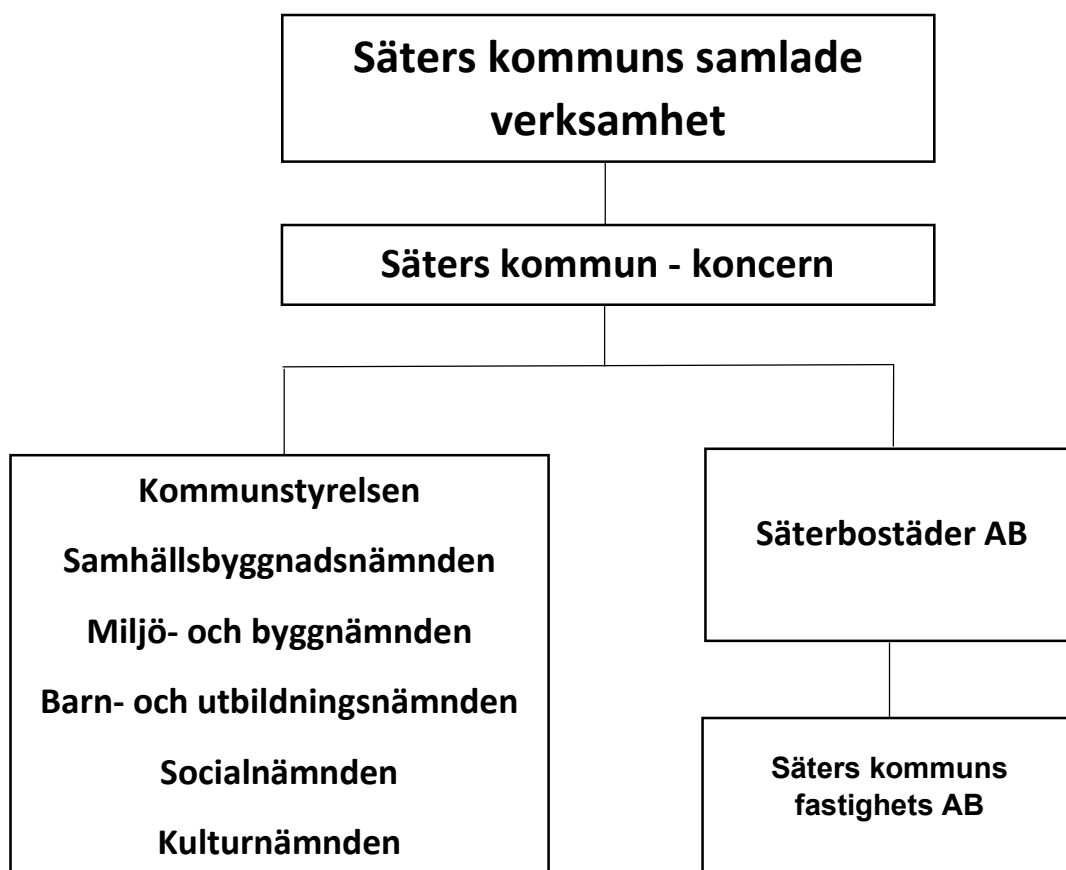 Säters kommuns samlade
verksamhet
Säters kommun - koncern
Kommunstyrelsen
Samhällsbyggnadsnämnden
Miljö- och byggnämnden
Barn- och utbildningsnämnden
Socialnämnden
Kulturnämnden
Säterbostäder AB
Säters kommuns
fastighets AB